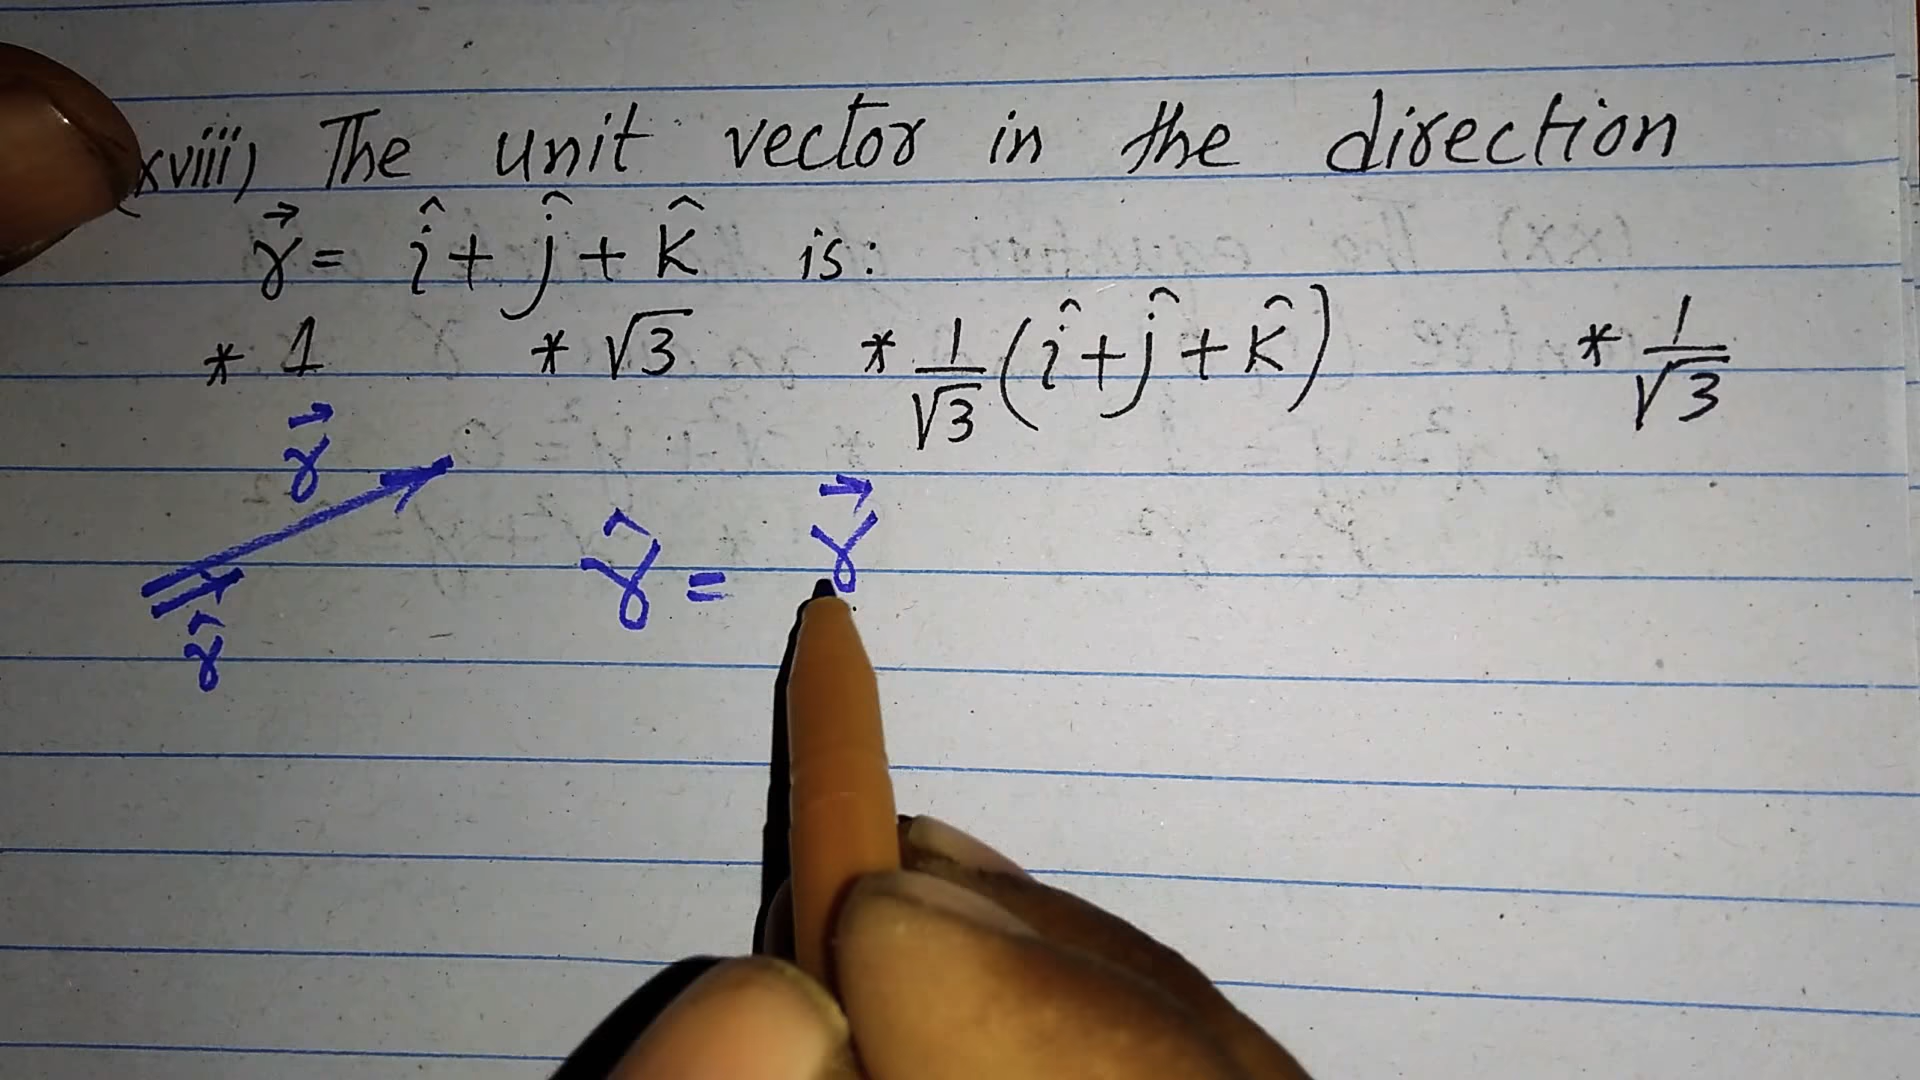 (xviii) The unit vector in the direction
r⃗ = î + ĵ + k̂ is:
* 1 * √3 * 1/√3 (î + ĵ + k̂) * 1/√3
r⃗
r̂ = r⃗
r̂